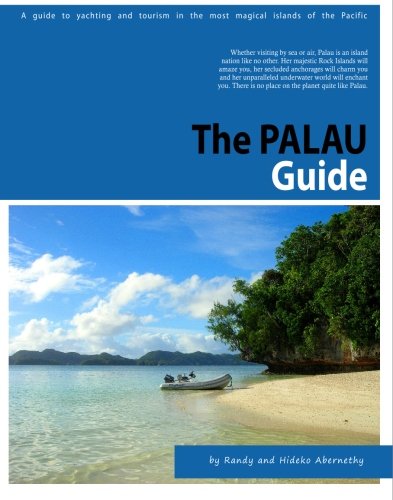 A guide to yachting and tourism in the most magical islands of the Pacific
Whether visiting by sea or air, Palau is an island
nation like no other. Her majestic Rock Islands will
amaze you, her secluded anchorages will charm you
and her unparalleled underwater world will enchant
you. There is no place on the planet quite like Palau.
The PALAU
Guide
by Randy and Hideko Abernethy